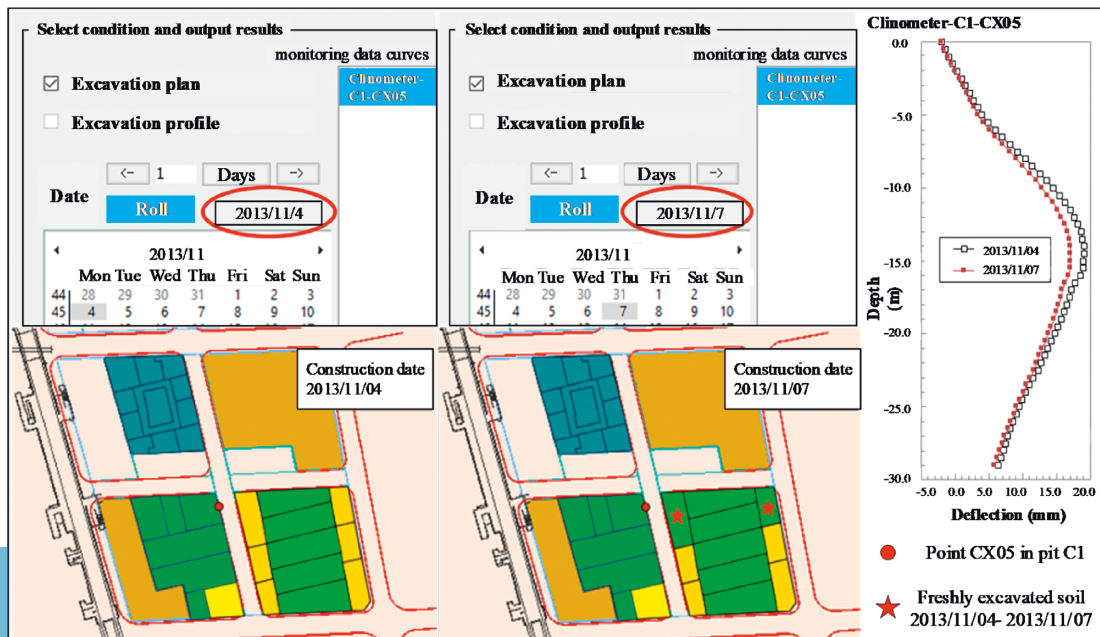 Select condition and output results
monitoring data curves
Excavation plan
Clinometer-
C1-CX05
Excavation profile
<- 1 Days ->
Date
Roll 2013/11/4
2013/11
Mon Tue Wed Thu Fri Sat Sun
44 28 29 30 31 1 2 3
45 4 5 6 7 8 9 10
Construction date
2013/11/04
Select condition and output results
monitoring data curves
Excavation plan
Clinometer-
C1-CX05
Excavation profile
<- 1 Days ->
Date
Roll 2013/11/7
2013/11
Mon Tue Wed Thu Fri Sat Sun
44 28 29 30 31 1 2 3
45 4 5 6 7 8 9 10
Construction date
2013/11/07
Clinometer-C1-CX05
0.0
-5.0
-10.0
-15.0
-20.0
-25.0
-30.0
Depth
(m)
2013/11/04
2013/11/07
-5.0 0.0 5.0 10.0 15.0 20.0
Deflection (mm)
Point CX05 in pit C1
Freshly excavated soil
2013/11/04- 2013/11/07